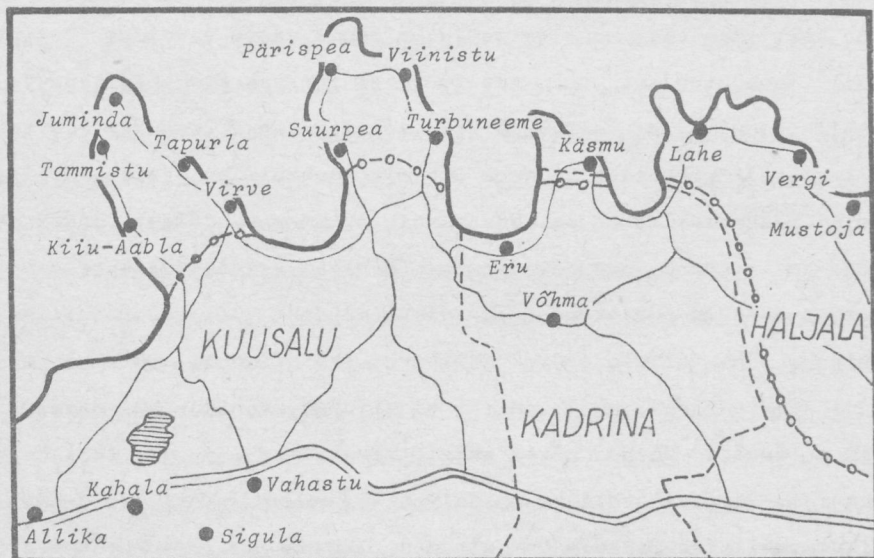 Pärispea
Viinistu
Juminda
Tapurla
Suurpea
Turbuneeme
Käsmu
Lahe
Tammistu
Virve
Vergi
Kiiu-Aabla
Eru
Mustoja
Võhma
KUUSALU
HALJALA
KADRINA
Kahala
Vahastu
Allika
Sigula